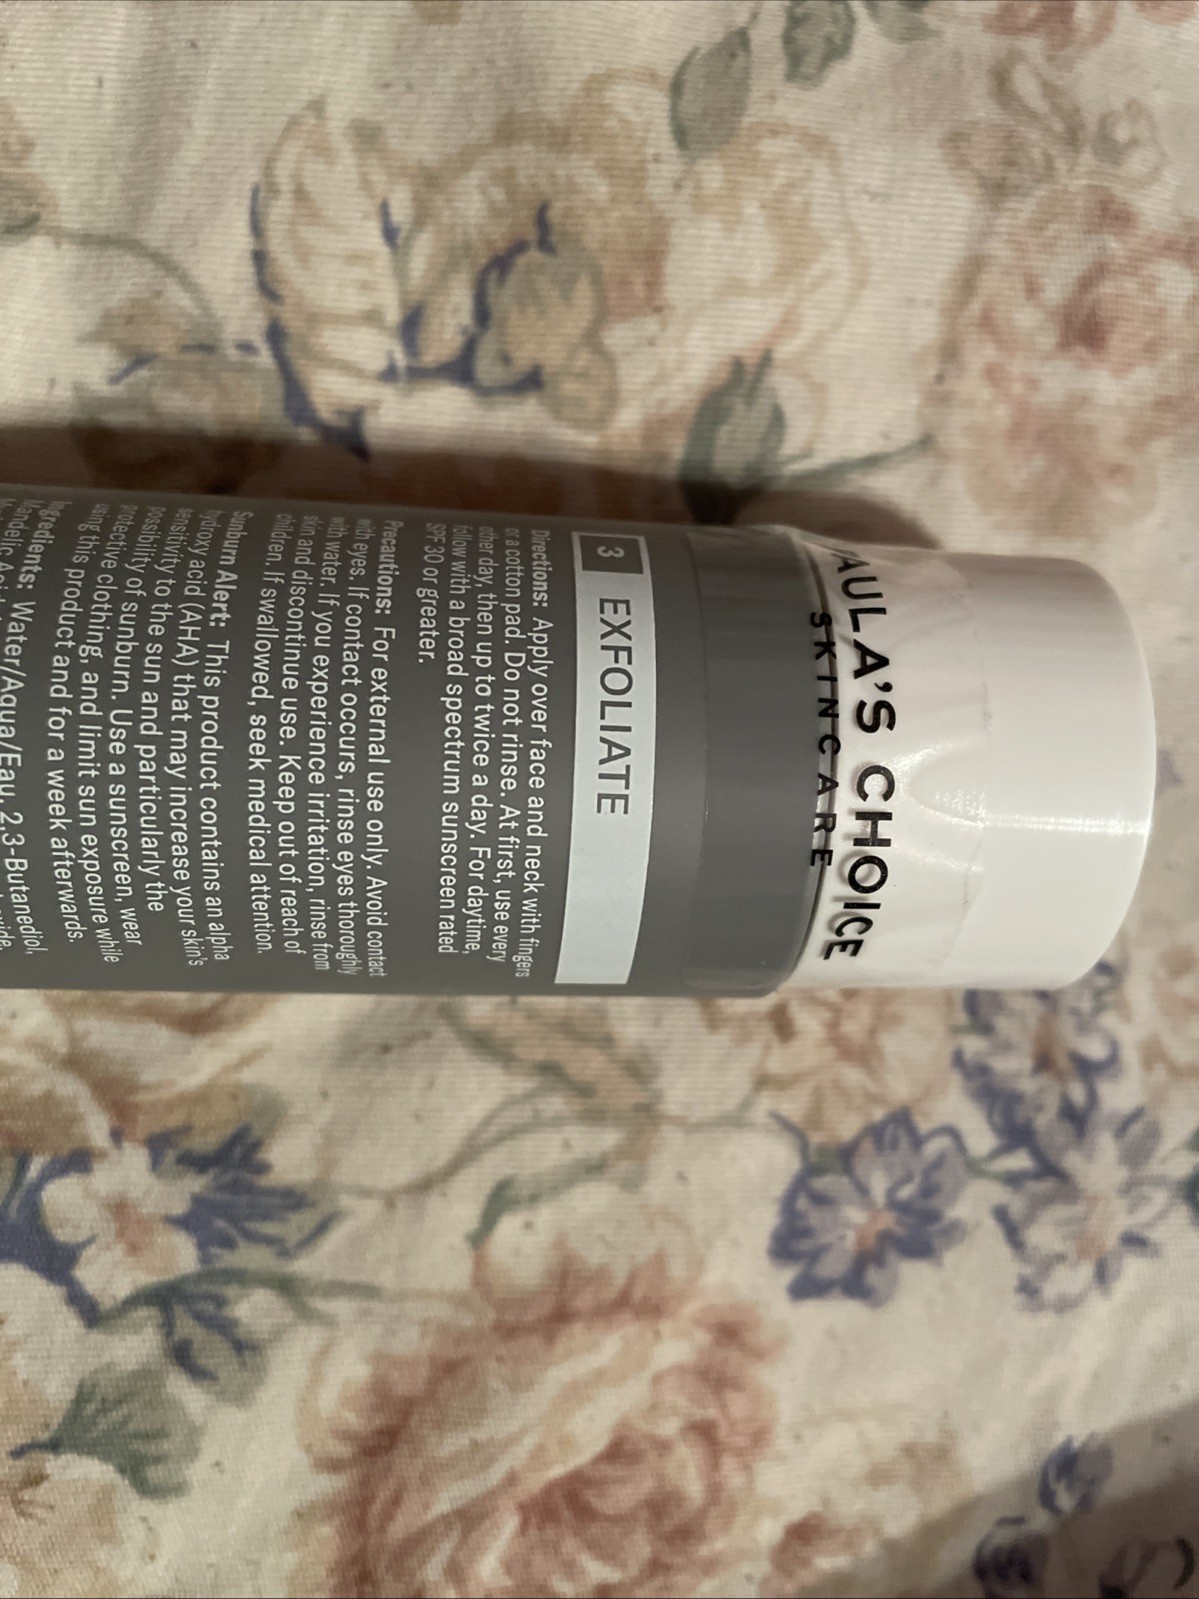 PAULA'S CHOICE
SKINCARE
3 EXFOLIATE
Directions: Apply over face and neck with fingers
or a cotton pad. Do not rinse. At first, use every
other day, then up to twice a day. For daytime,
follow with a broad spectrum sunscreen rated
SPF 30 or greater.
Precautions: For external use only. Avoid contact
with eyes. If contact occurs, rinse eyes thoroughly
with water. If you experience irritation, rinse from
skin and discontinue use. Keep out of reach of
children. If swallowed, seek medical attention.
Sunburn Alert: This product contains an alpha
hydroxy acid (AHA) that may increase your skin's
sensitivity to the sun and particularly the
possibility of sunburn. Use a sunscreen, wear
protective clothing, and limit sun exposure while
using this product and for a week afterwards.
Ingredients: Water/Aqua/Eau, 2,3-Butanediol,
Mandelic Acid